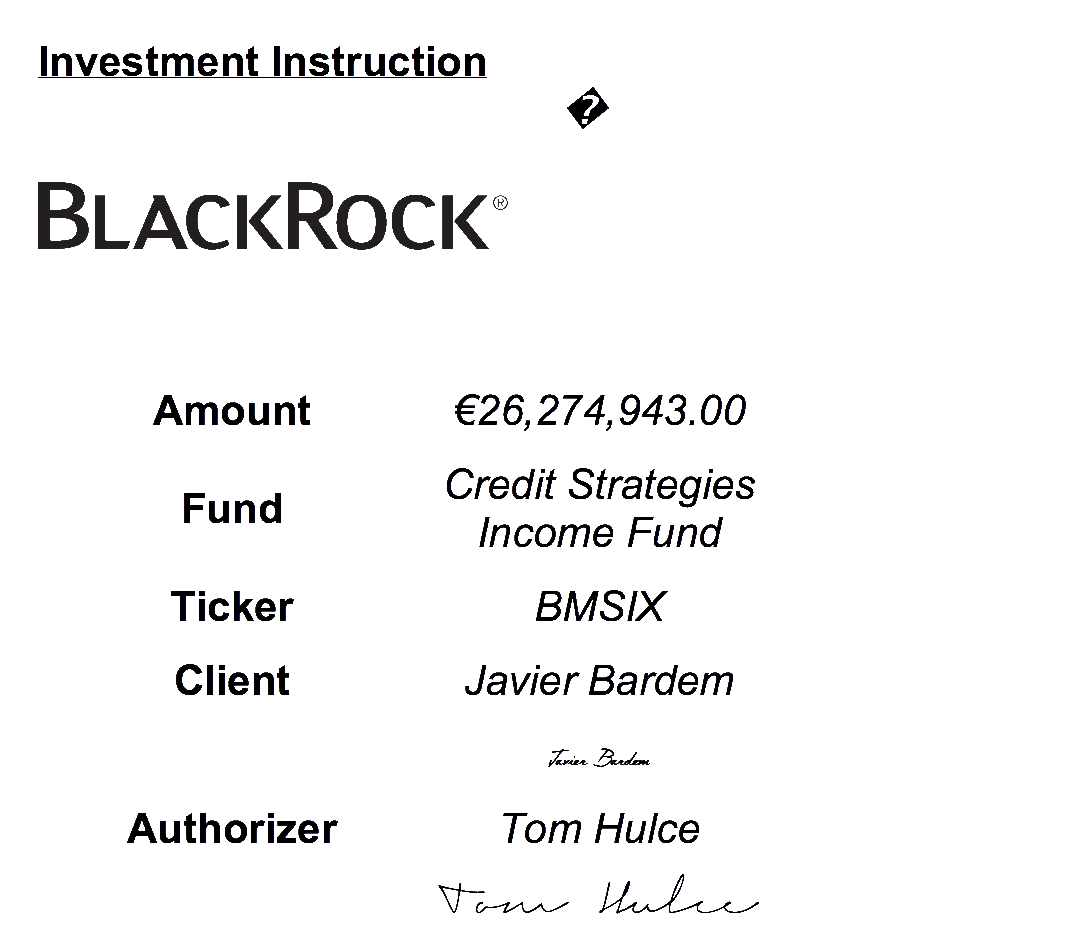 Investment Instruction
�
BLACKROCK®
Amount €26,274,943.00
Fund Credit Strategies
Income Fund
Ticker BMSIX
Client Javier Bardem
Javier Bardem
Authorizer Tom Hulce
Tom Hulce